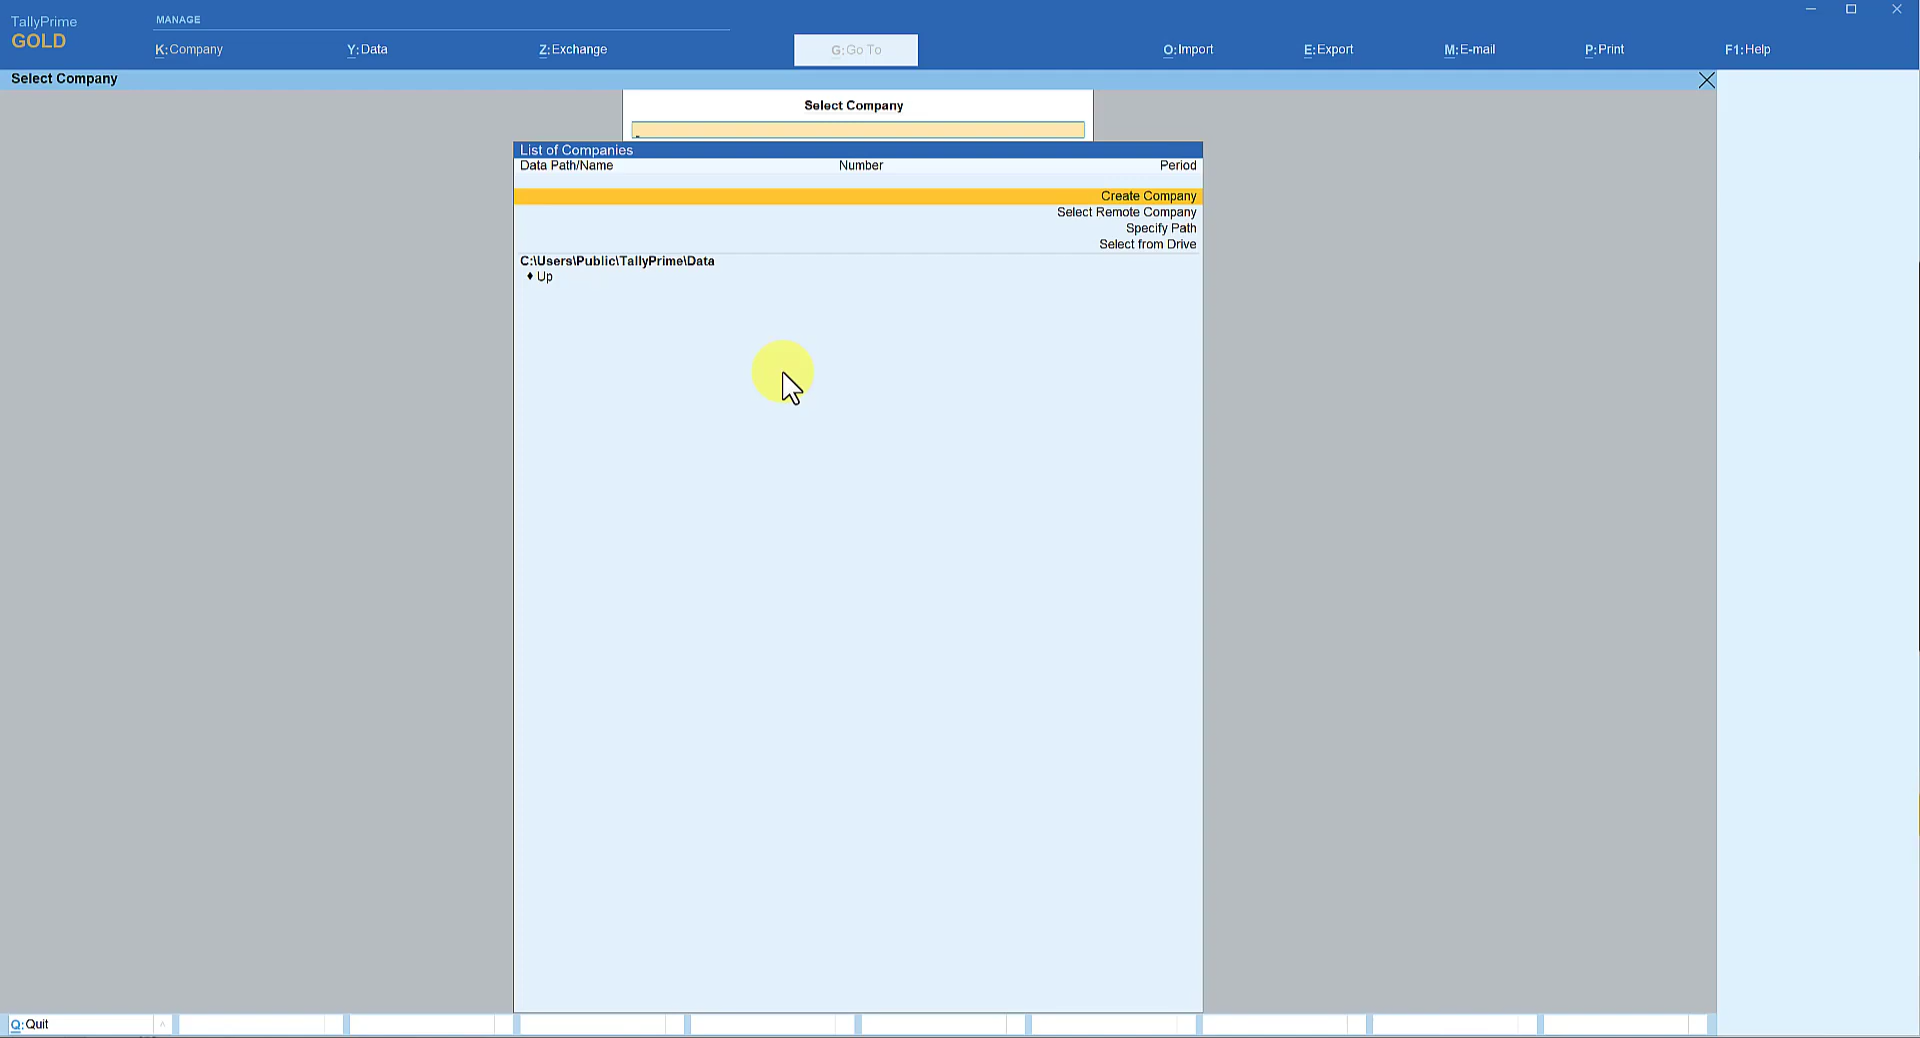 TallyPrime
GOLD
MANAGE
K:Company
Y:Data
Z:Exchange
G:Go To
O:Import
E:Export
M:E-mail
P:Print
F1:Help
Select Company
Select Company
List of Companies
Data Path/Name Number Period
Create Company
Select Remote Company
Specify Path
Select from Drive
C:\Users\Public\TallyPrime\Data
♦ Up
Q:Quit